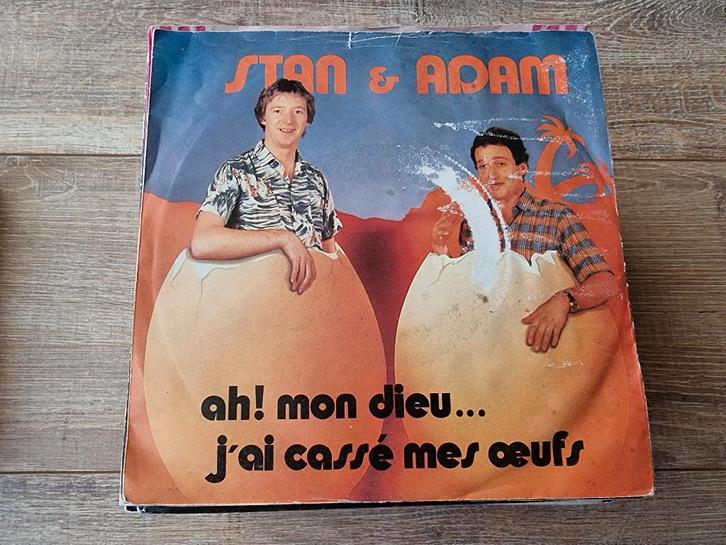 STAN & ADAM
ah! mon dieu...
j'ai cassé mes œufs